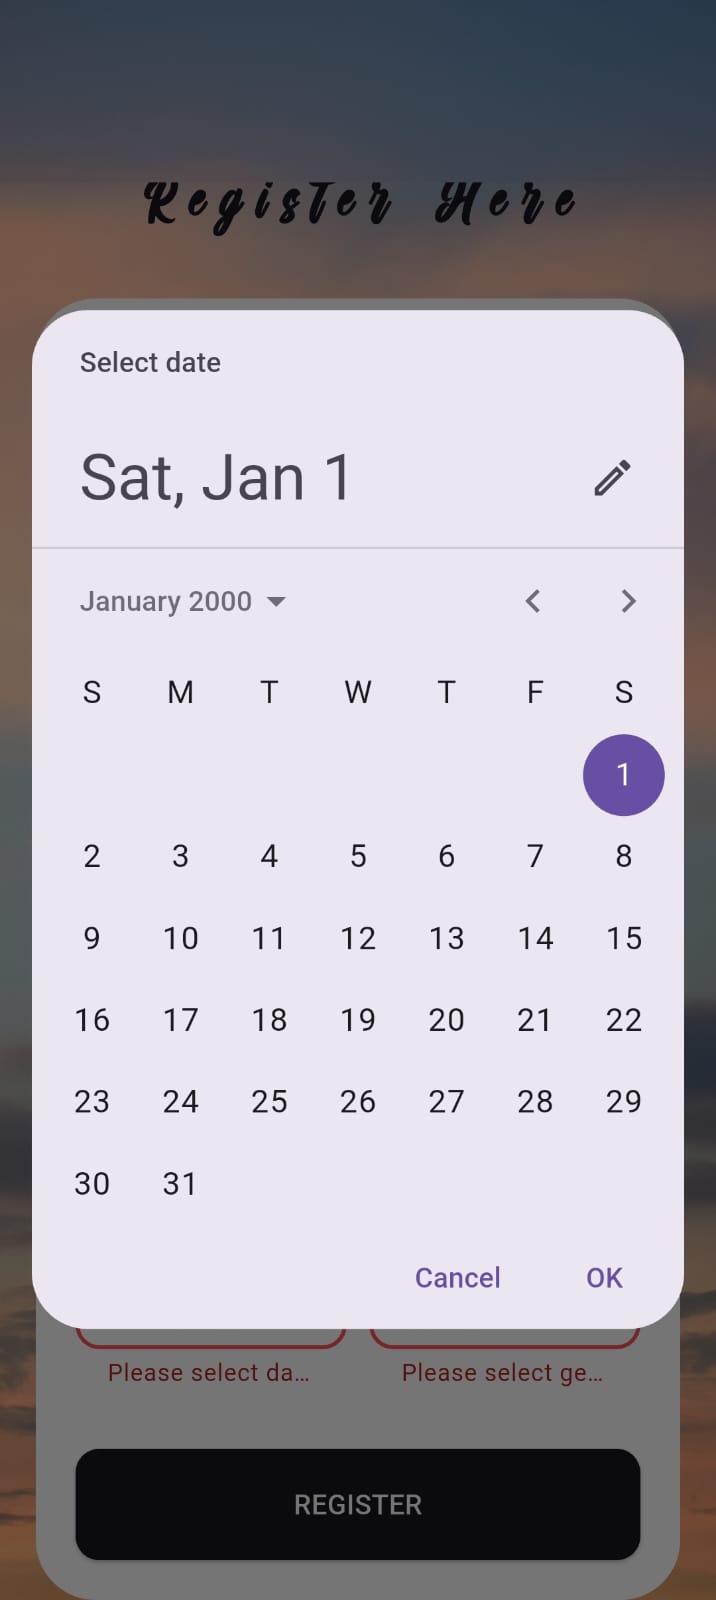 Register Here
Select date
Sat, Jan 1
January 2000
S M T W T F S
1
2 3 4 5 6 7 8
9 10 11 12 13 14 15
16 17 18 19 20 21 22
23 24 25 26 27 28 29
30 31
Cancel OK
Please select da... Please select ge...
REGISTER